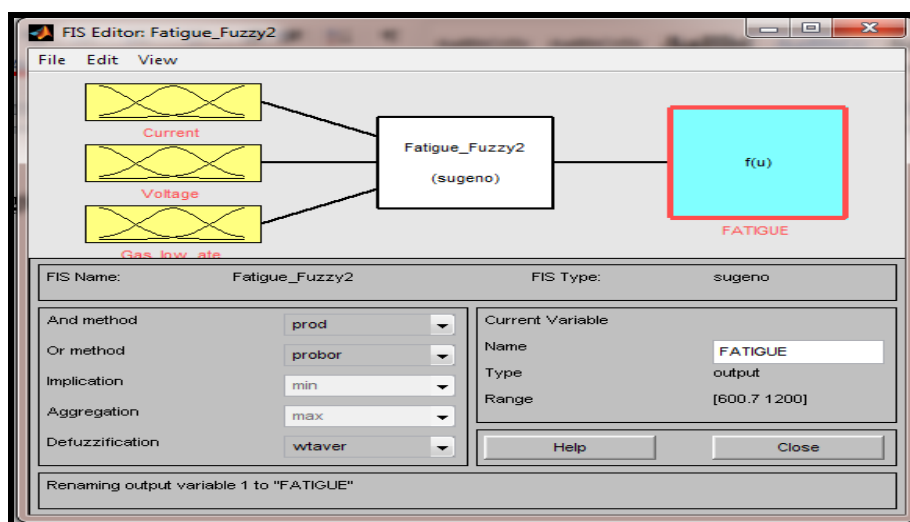 FIS Editor: Fatigue_Fuzzy2
File Edit View
Current
Voltage
Gas_low_ate
Fatigue_Fuzzy2
(sugeno)
f(u)
FATIGUE
FIS Name: Fatigue_Fuzzy2 FIS Type: sugeno
And method prod
Or method probor
Implication min
Aggregation max
Defuzzification wtaver
Current Variable
Name FATIGUE
Type output
Range [600.7 1200]
Help Close
Renaming output variable 1 to "FATIGUE"